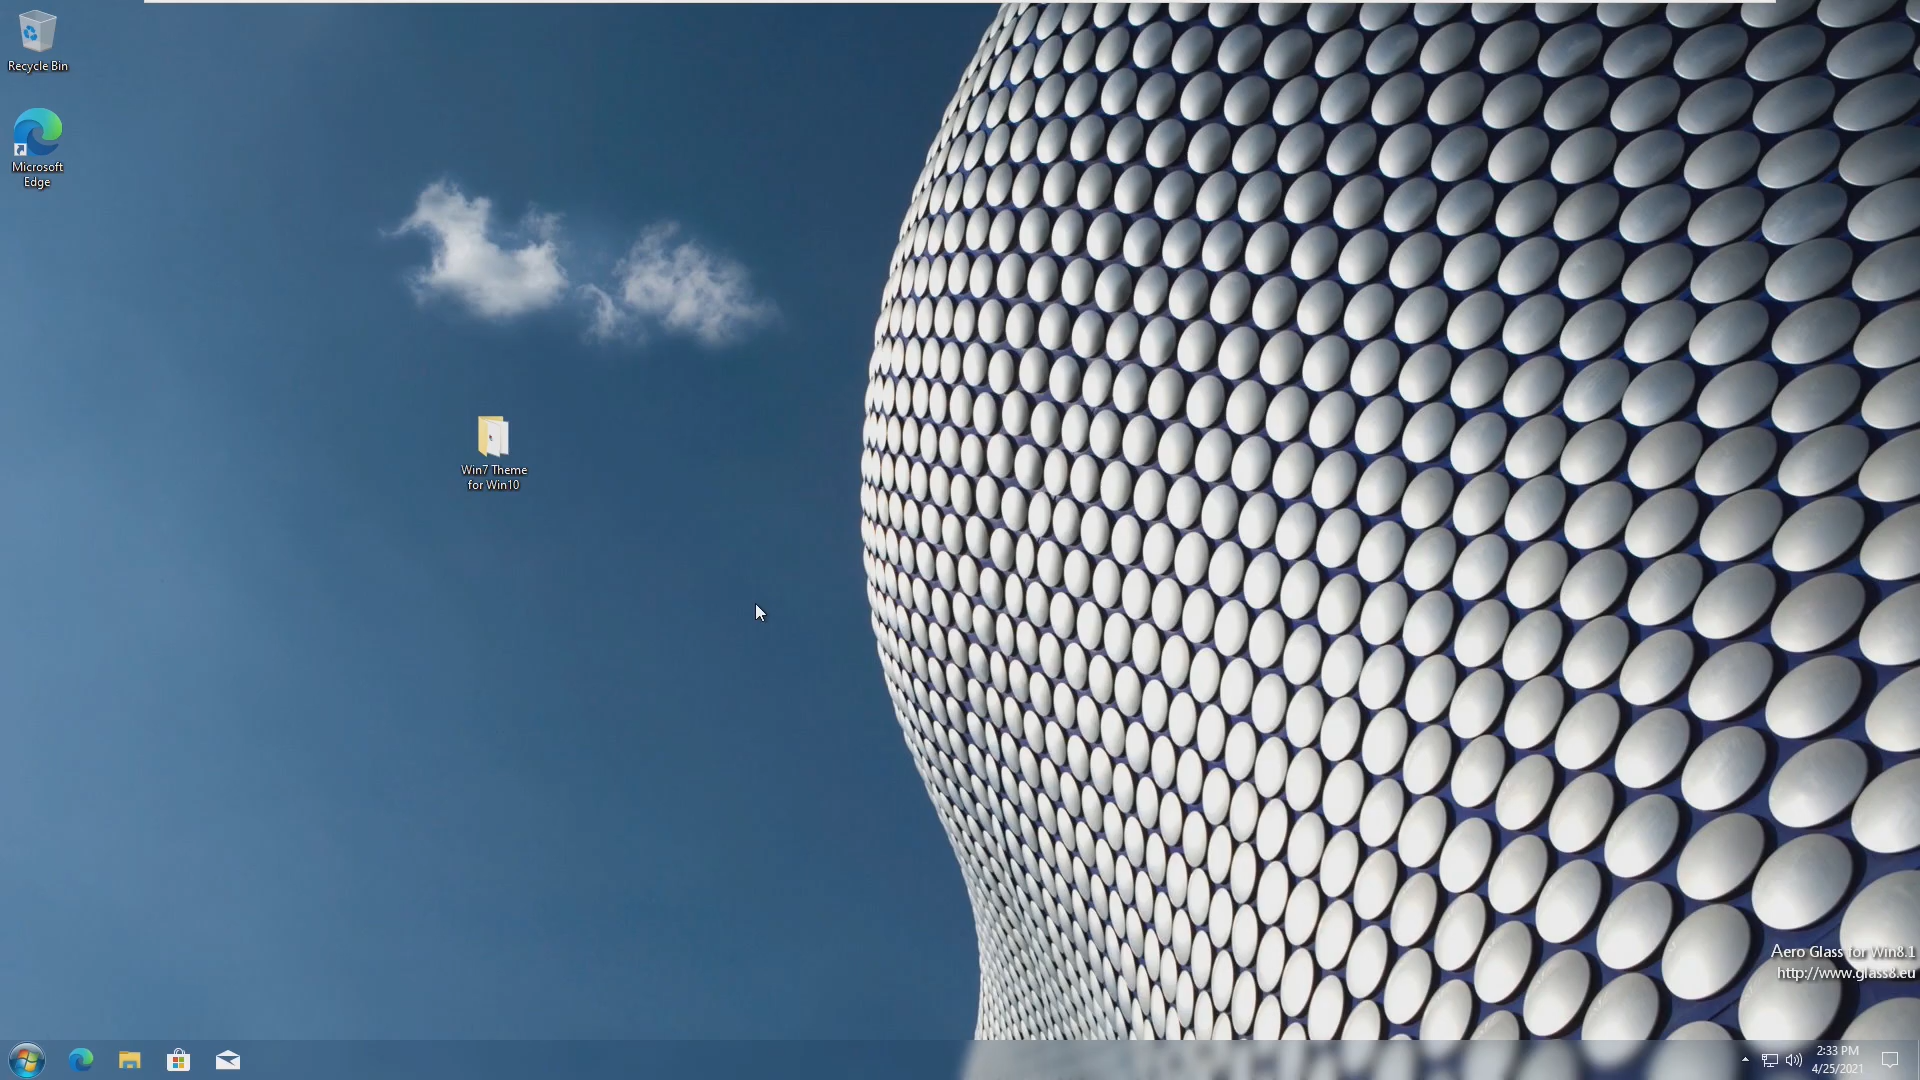 Recycle Bin
Microsoft
Edge
Win7 Theme
for Win10
Aero Glass for Win8.1
http://www.glass8.eu
2:33 PM
4/25/2021